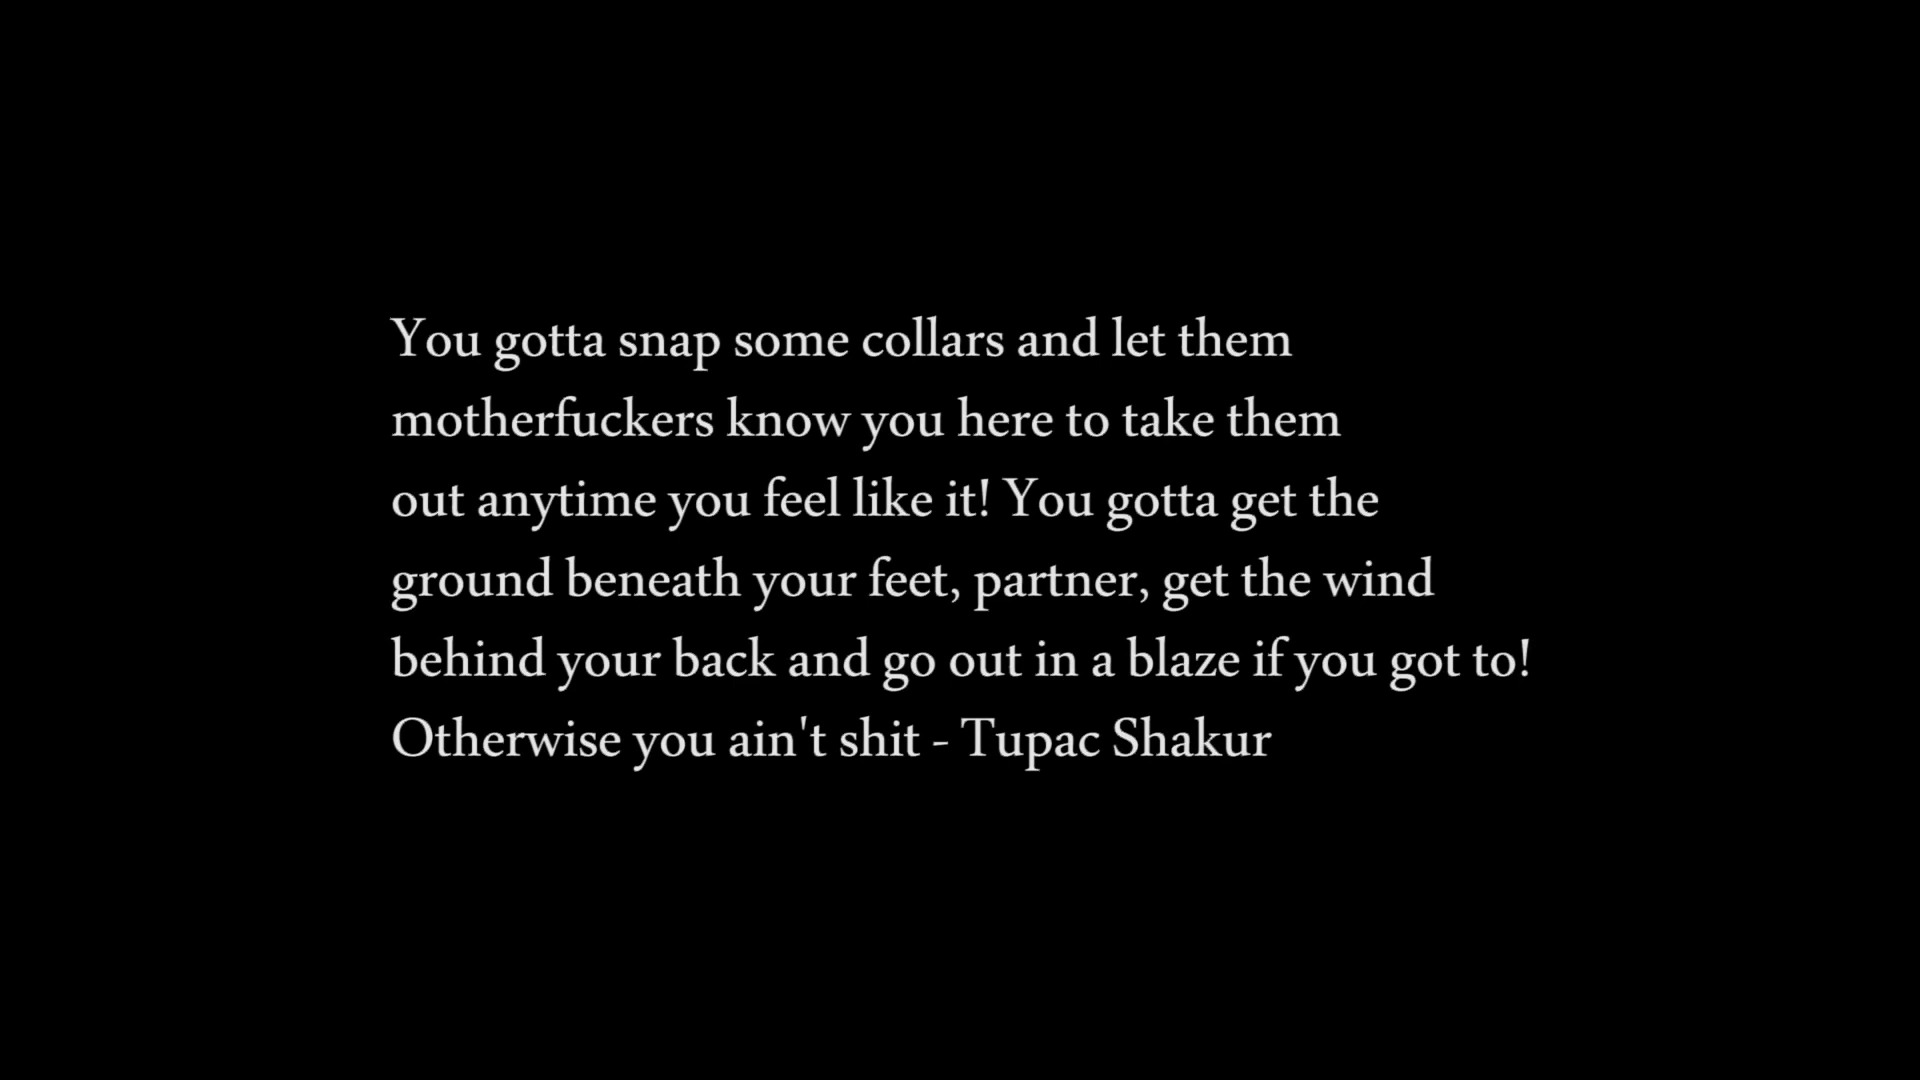 You gotta snap some collars and let them
motherfuckers know you here to take them
out anytime you feel like it! You gotta get the
ground beneath your feet, partner, get the wind
behind your back and go out in a blaze if you got to!
Otherwise you ain't shit - Tupac Shakur